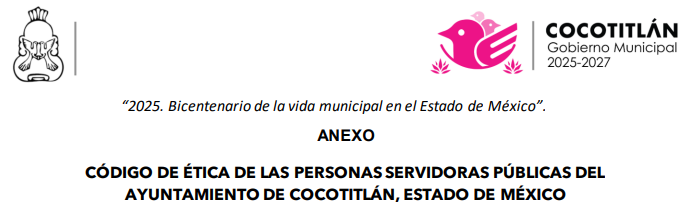 COCOTITLÁN
Gobierno Municipal
2025-2027
“2025. Bicentenario de la vida municipal en el Estado de México”.
ANEXO
CÓDIGO DE ÉTICA DE LAS PERSONAS SERVIDORAS PÚBLICAS DEL
AYUNTAMIENTO DE COCOTITLÁN, ESTADO DE MÉXICO